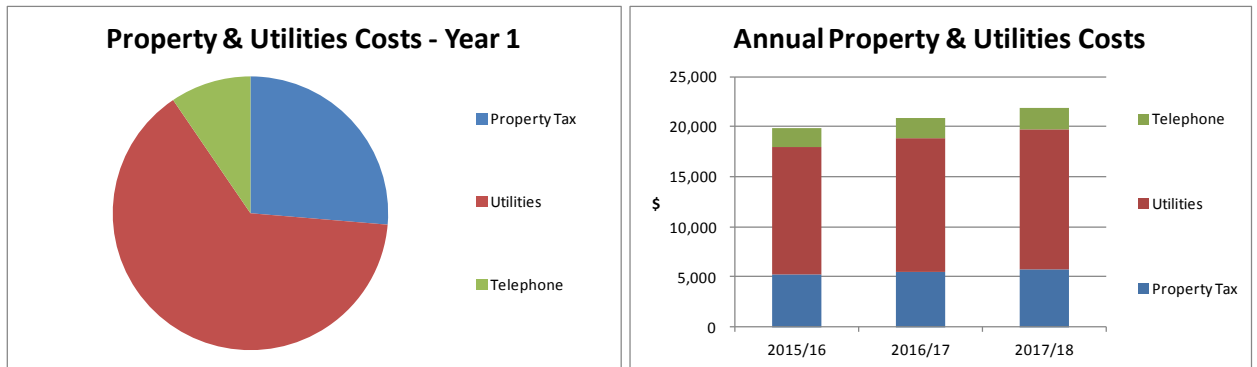 Property & Utilities Costs - Year 1
Property Tax
Utilities
Telephone
Annual Property & Utilities Costs
25,000
20,000
15,000
10,000
5,000
0
$
2015/16 2016/17 2017/18
Telephone
Utilities
Property Tax